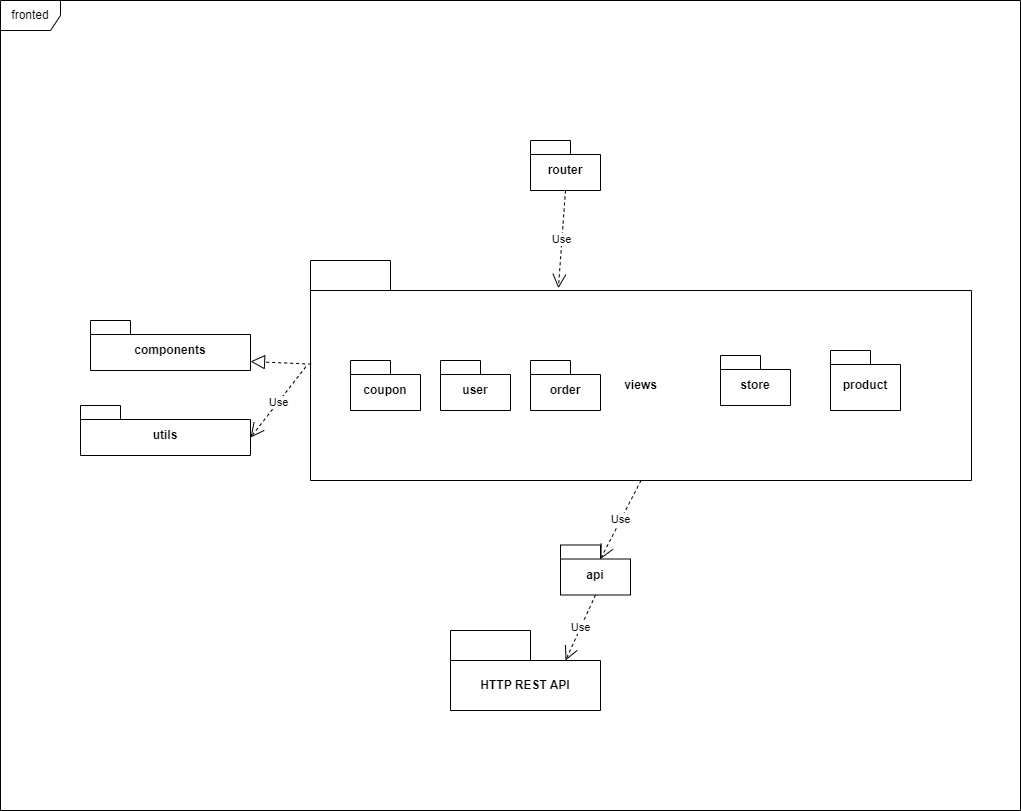 fronted
router
Use
components
coupon
user
order
views
store
product
Use
utils
Use
api
Use
HTTP REST API